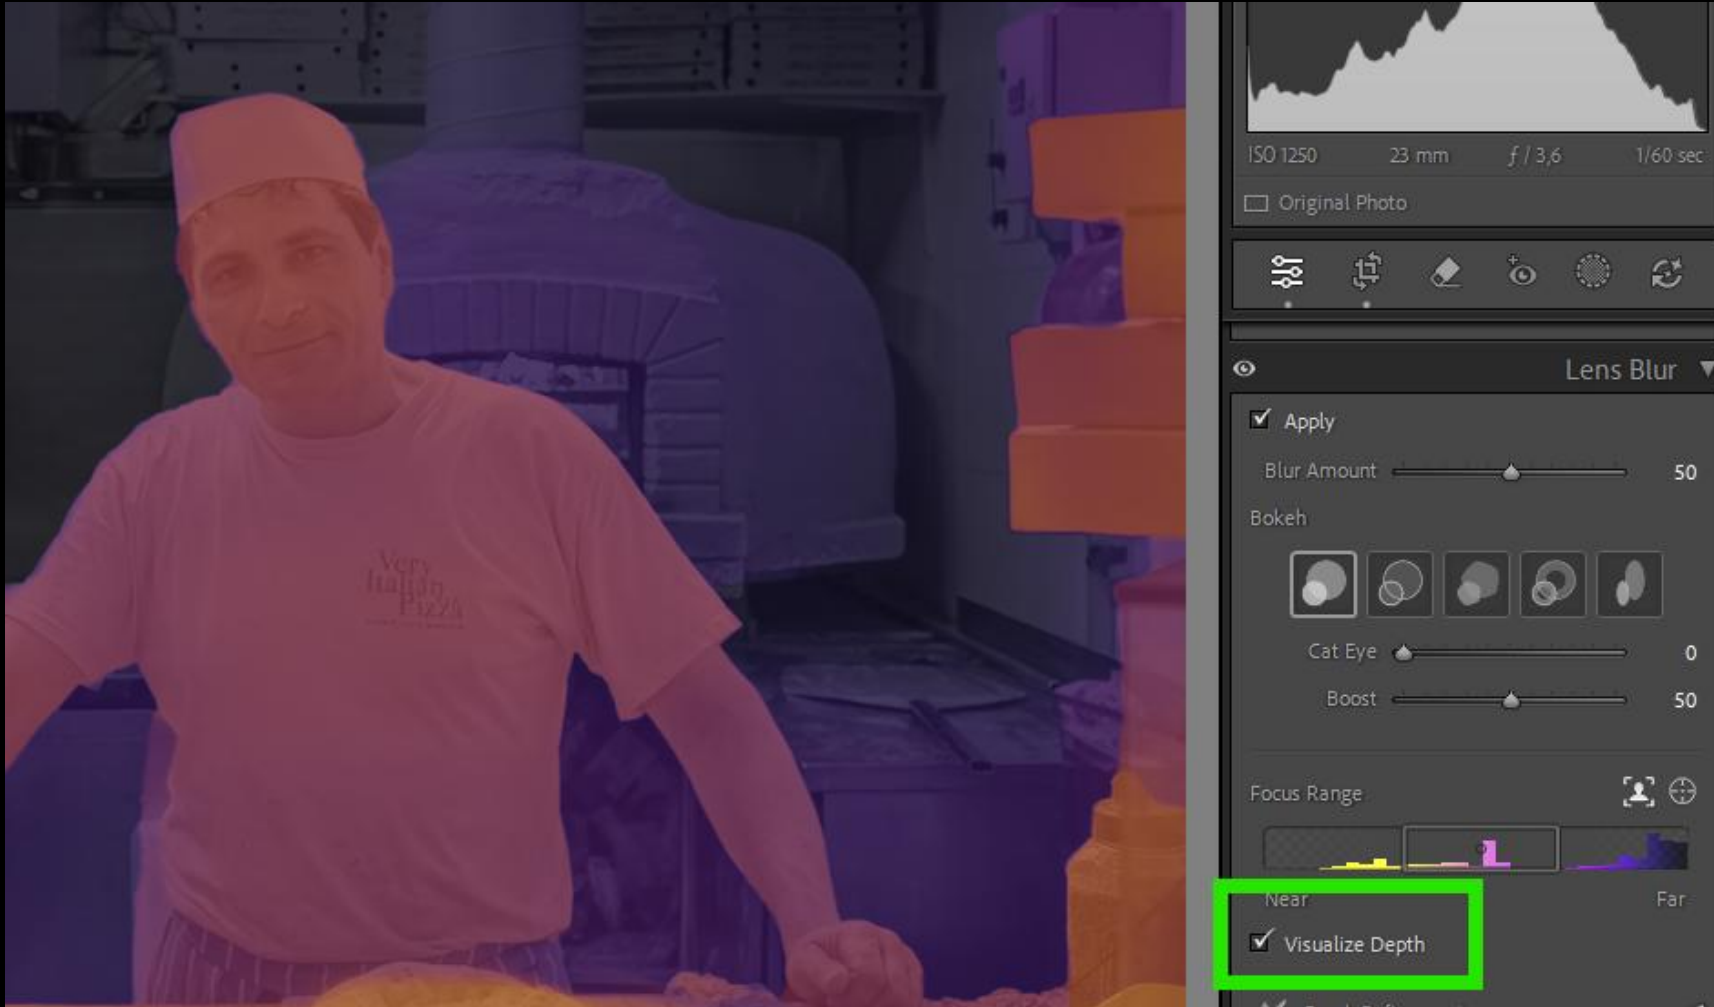 Very
Italian
Pizza
ISO 1250 23 mm ƒ / 3,6 1/60 sec
Original Photo
Lens Blur
Apply
Blur Amount 50
Bokeh
Cat Eye 0
Boost 50
Focus Range
Near Far
Visualize Depth